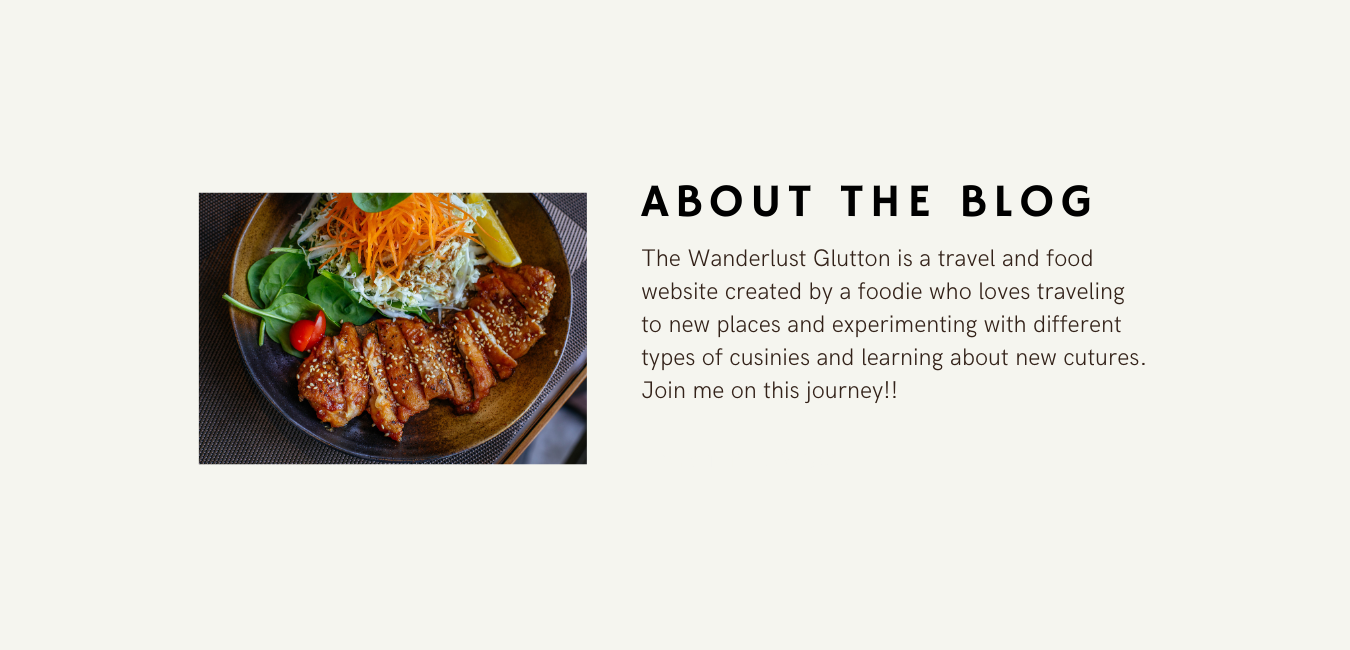 ABOUT THE BLOG
The Wanderlust Glutton is a travel and food
website created by a foodie who loves traveling
to new places and experimenting with different
types of cusinies and learning about new cutures.
Join me on this journey!!